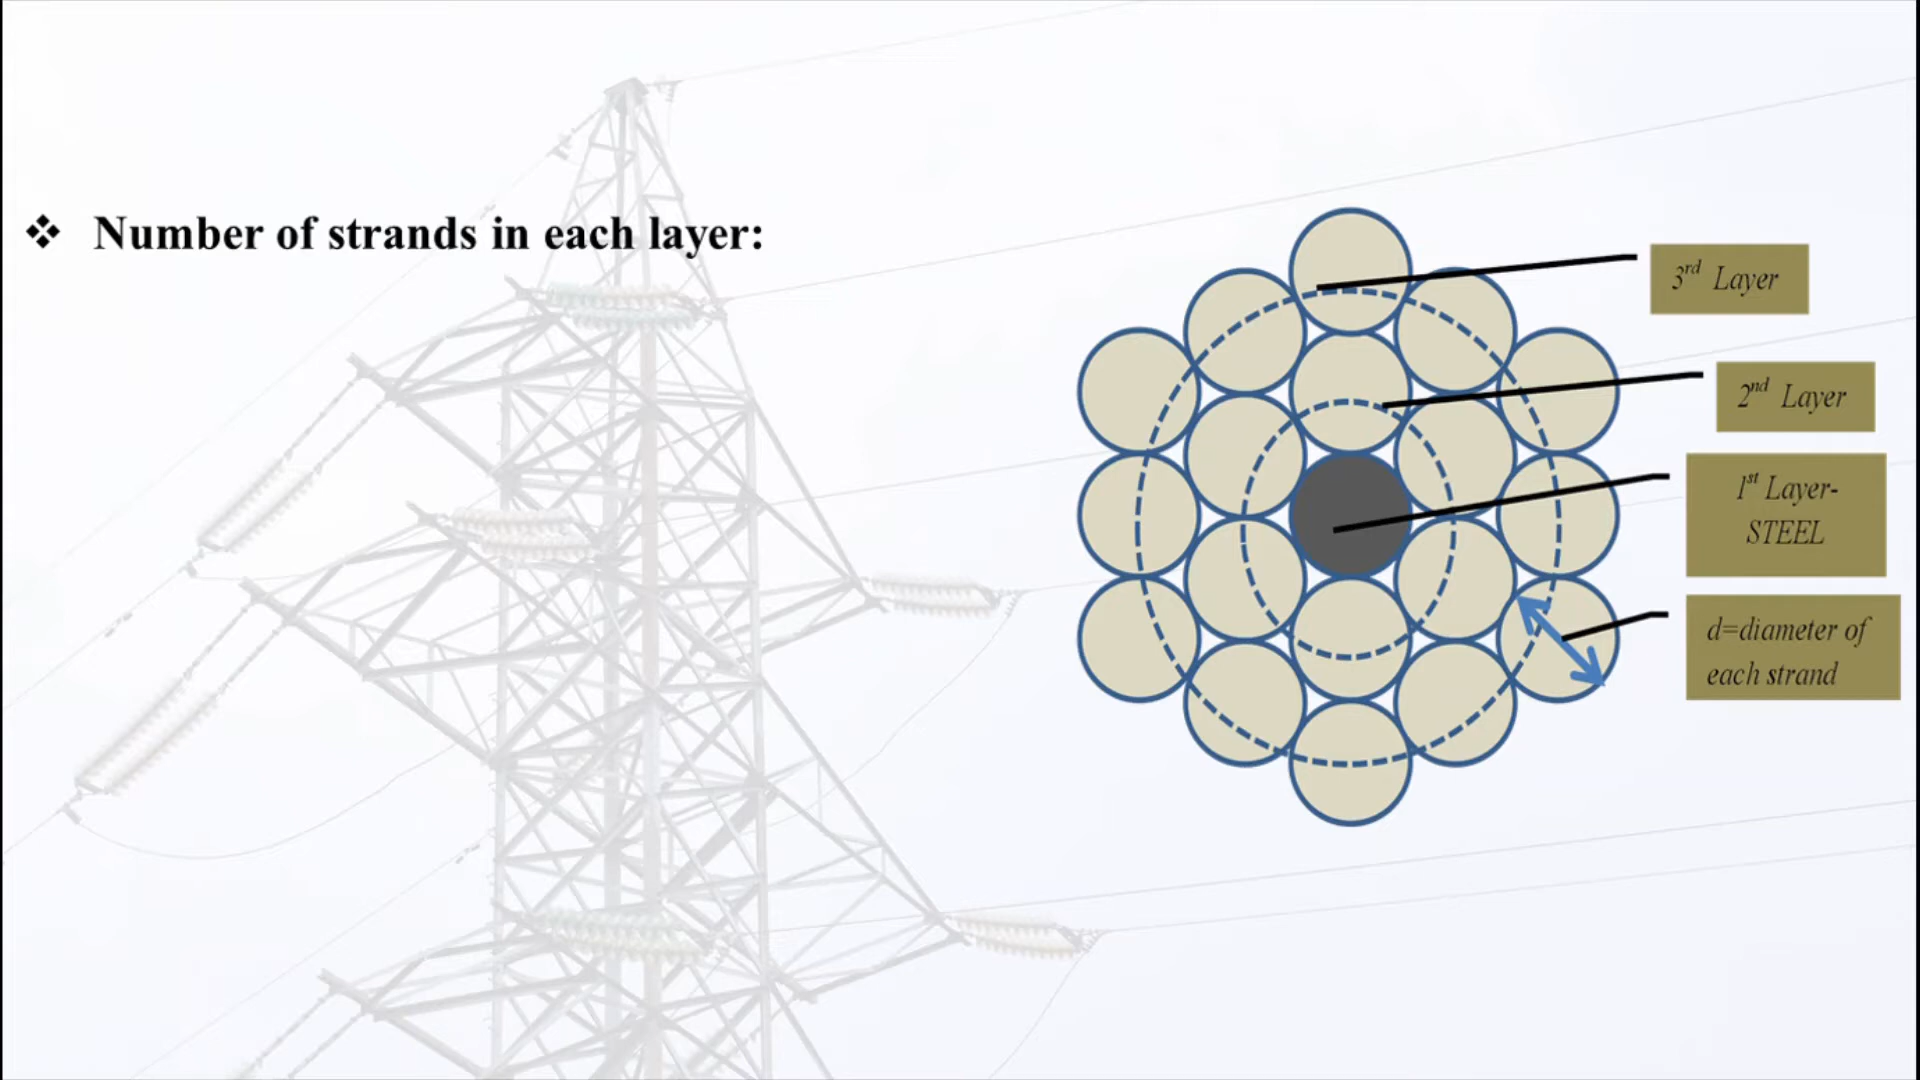 ❖ Number of strands in each layer:
3rd Layer
2nd Layer
1st Layer-
STEEL
d=diameter of
each strand